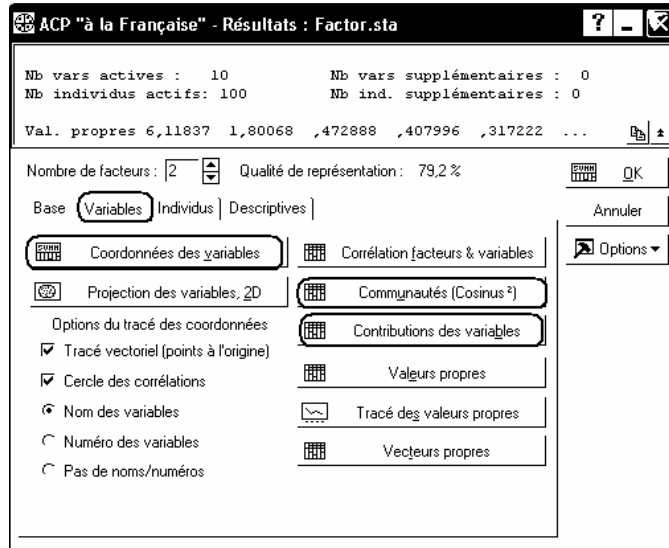 ACP "à la Française" - Résultats : Factor.sta
Nb vars actives : 10 Nb vars supplémentaires : 0
Nb individus actifs: 100 Nb ind. supplémentaires : 0
Val. propres 6,11837 1,80068 ,472888 ,407996 ,317222 ...
Nombre de facteurs : 2 Qualité de représentation : 79,2 %
OK
Base Variables Individus Descriptives
Annuler
Options
Coordonnées des variables
Corrélation facteurs & variables
Projection des variables, 2D
Communautés (Cosinus ²)
Options du tracé des coordonnées
Contributions des variables
Tracé vectoriel (points à l'origine)
Valeurs propres
Cercle des corrélations
Nom des variables
Tracé des valeurs propres
Numéro des variables
Vecteurs propres
Pas de noms/numéros